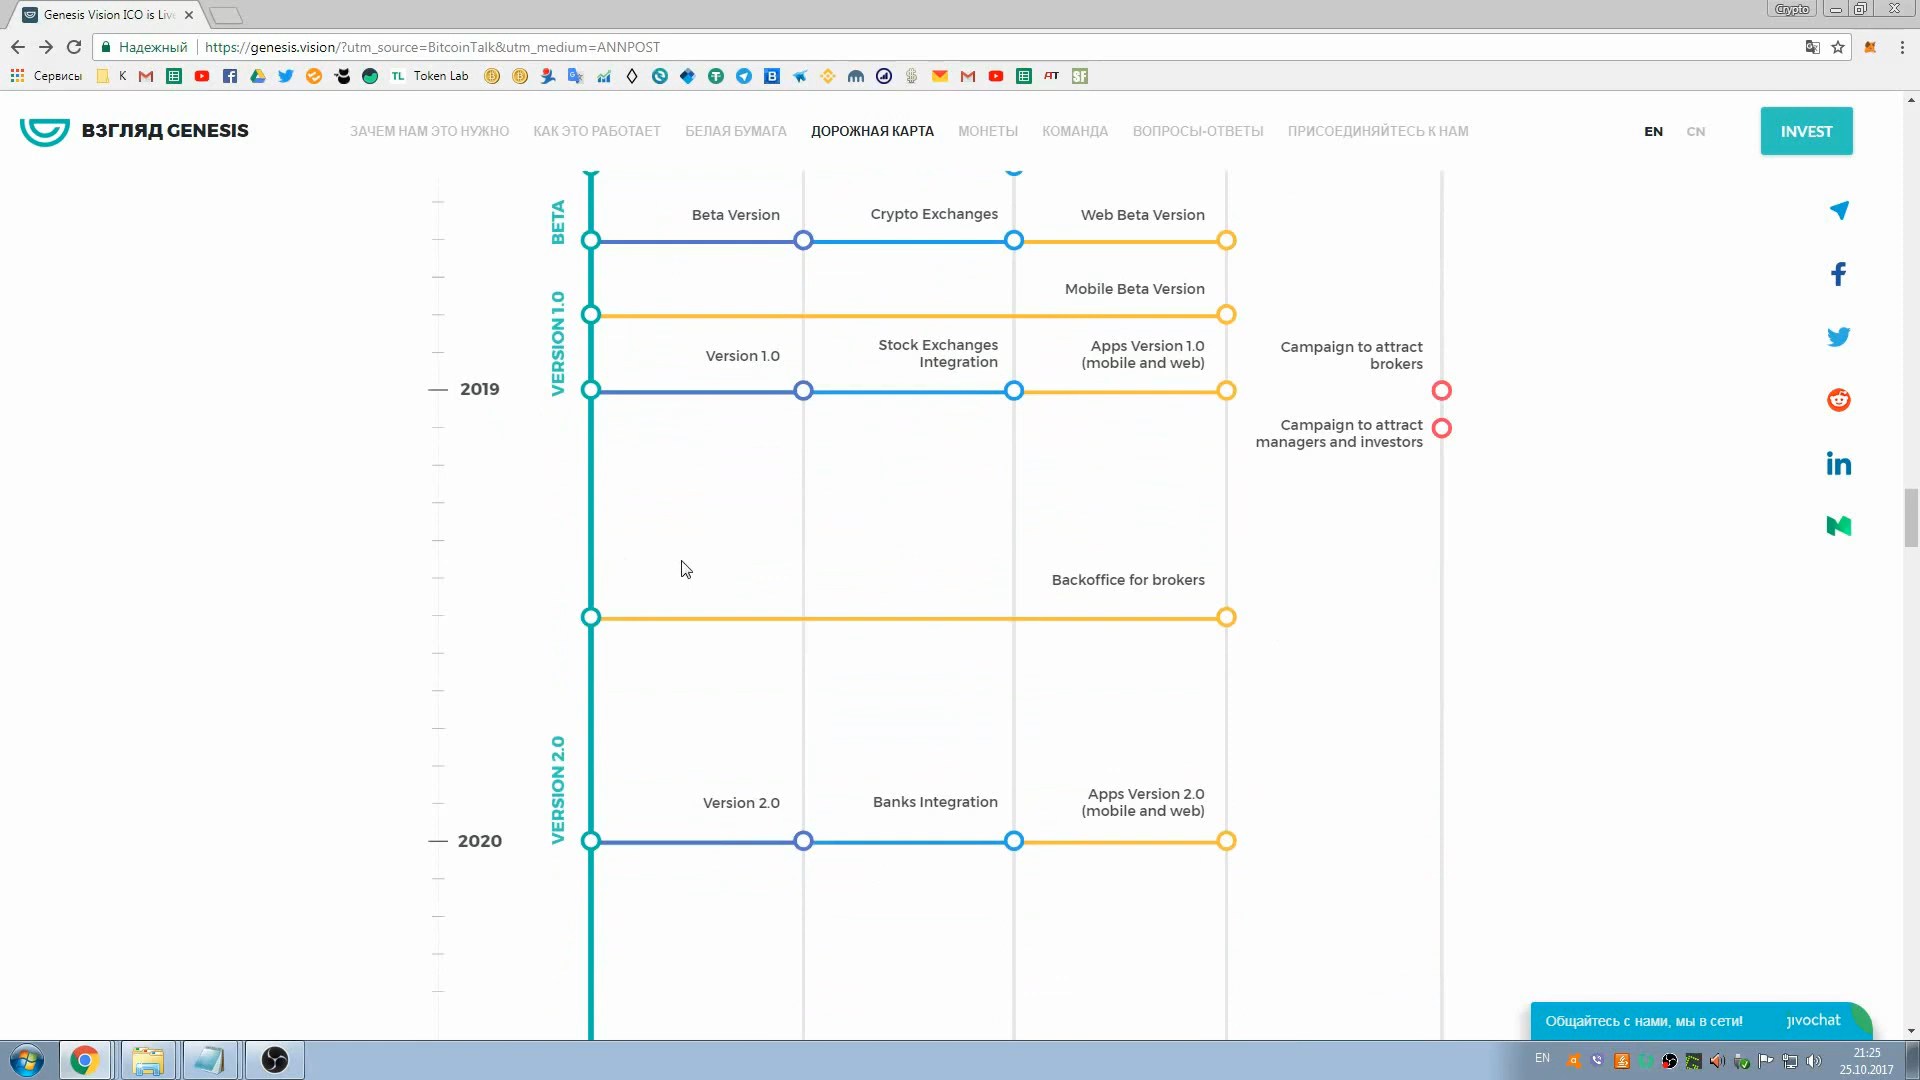 Genesis Vision ICO is Liv
Crypto
Надежный
https://genesis.vision/?utm_source=BitcoinTalk&utm_medium=ANNPOST
Сервисы
K
TL
Token Lab
ВЗГЛЯД GENESIS
ЗАЧЕМ НАМ ЭТО НУЖНО
КАК ЭТО РАБОТАЕТ
БЕЛАЯ БУМАГА
ДОРОЖНАЯ КАРТА
МОНЕТЫ
КОМАНДА
ВОПРОСЫ-ОТВЕТЫ
ПРИСОЕДИНЯЙТЕСЬ К НАМ
EN
CN
INVEST
BETA
Beta Version
Crypto Exchanges
Web Beta Version
VERSION 1.0
Mobile Beta Version
Version 1.0
Stock Exchanges
Integration
Apps Version 1.0
(mobile and web)
Campaign to attract
brokers
2019
Campaign to attract
managers and investors
Backoffice for brokers
VERSION 2.0
Version 2.0
Banks Integration
Apps Version 2.0
(mobile and web)
2020
Общайтесь с нами, мы в сети!
jivochat
EN
21:25
25.10.2017